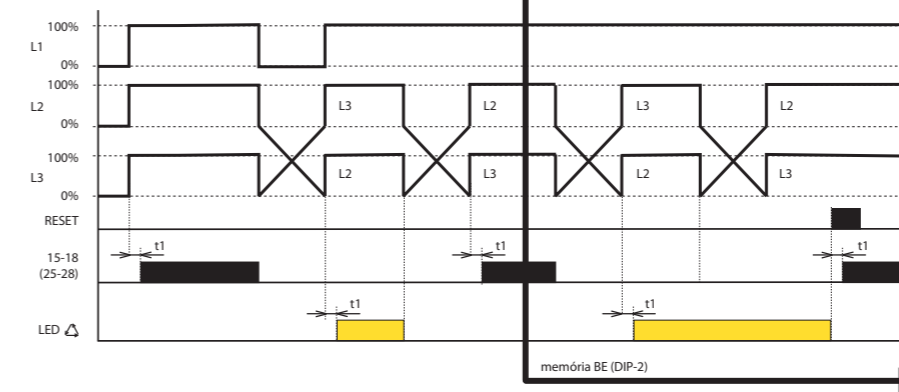 100%
L1
0%
100%
L2
0%
L3 L2 L3 L2
100%
L3
0%
L2 L3 L2 L3
RESET
15-18
(25-28)
t1 t1 t1
LED
t1 t1
memória BE (DIP-2)